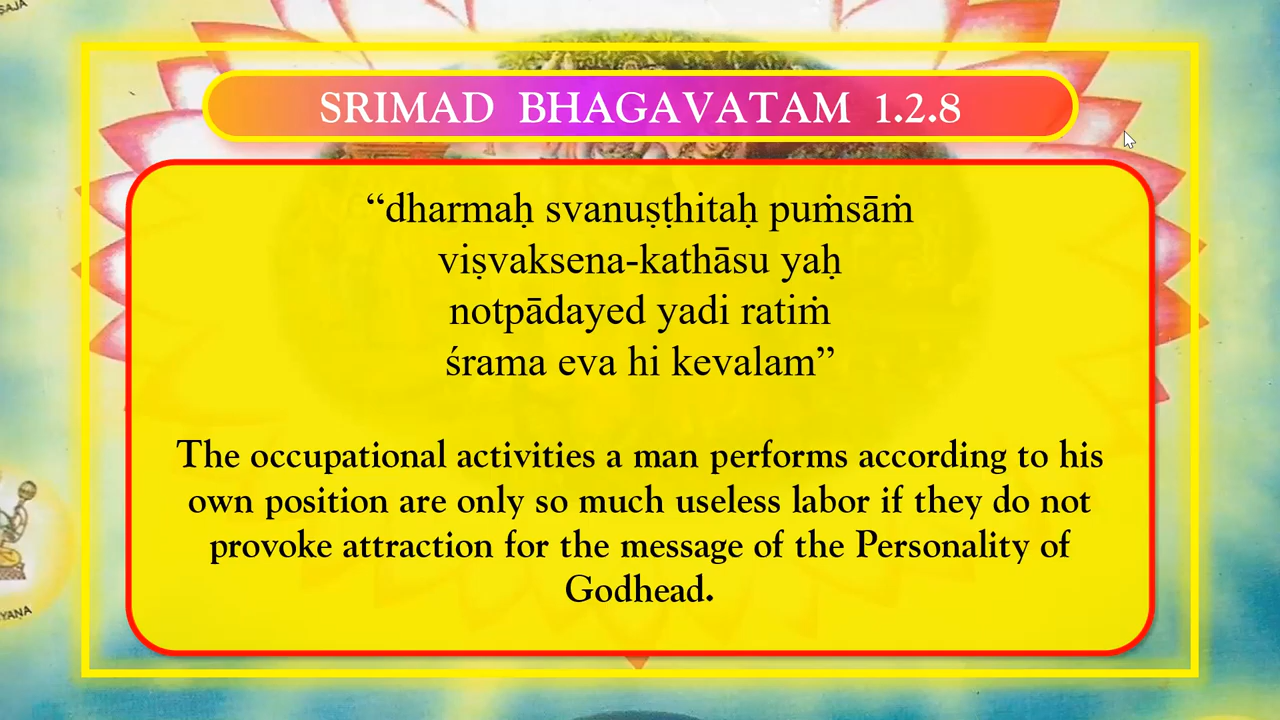 SAJA
SRIMAD BHAGAVATAM 1.2.8
“dharmaḥ svanuṣṭhitaḥ puṁsāṁ
viṣvaksena-kathāsu yaḥ
notpādayed yadi ratiṁ
śrama eva hi kevalam”
The occupational activities a man performs according to his
own position are only so much useless labor if they do not
provoke attraction for the message of the Personality of
Godhead.
YANA